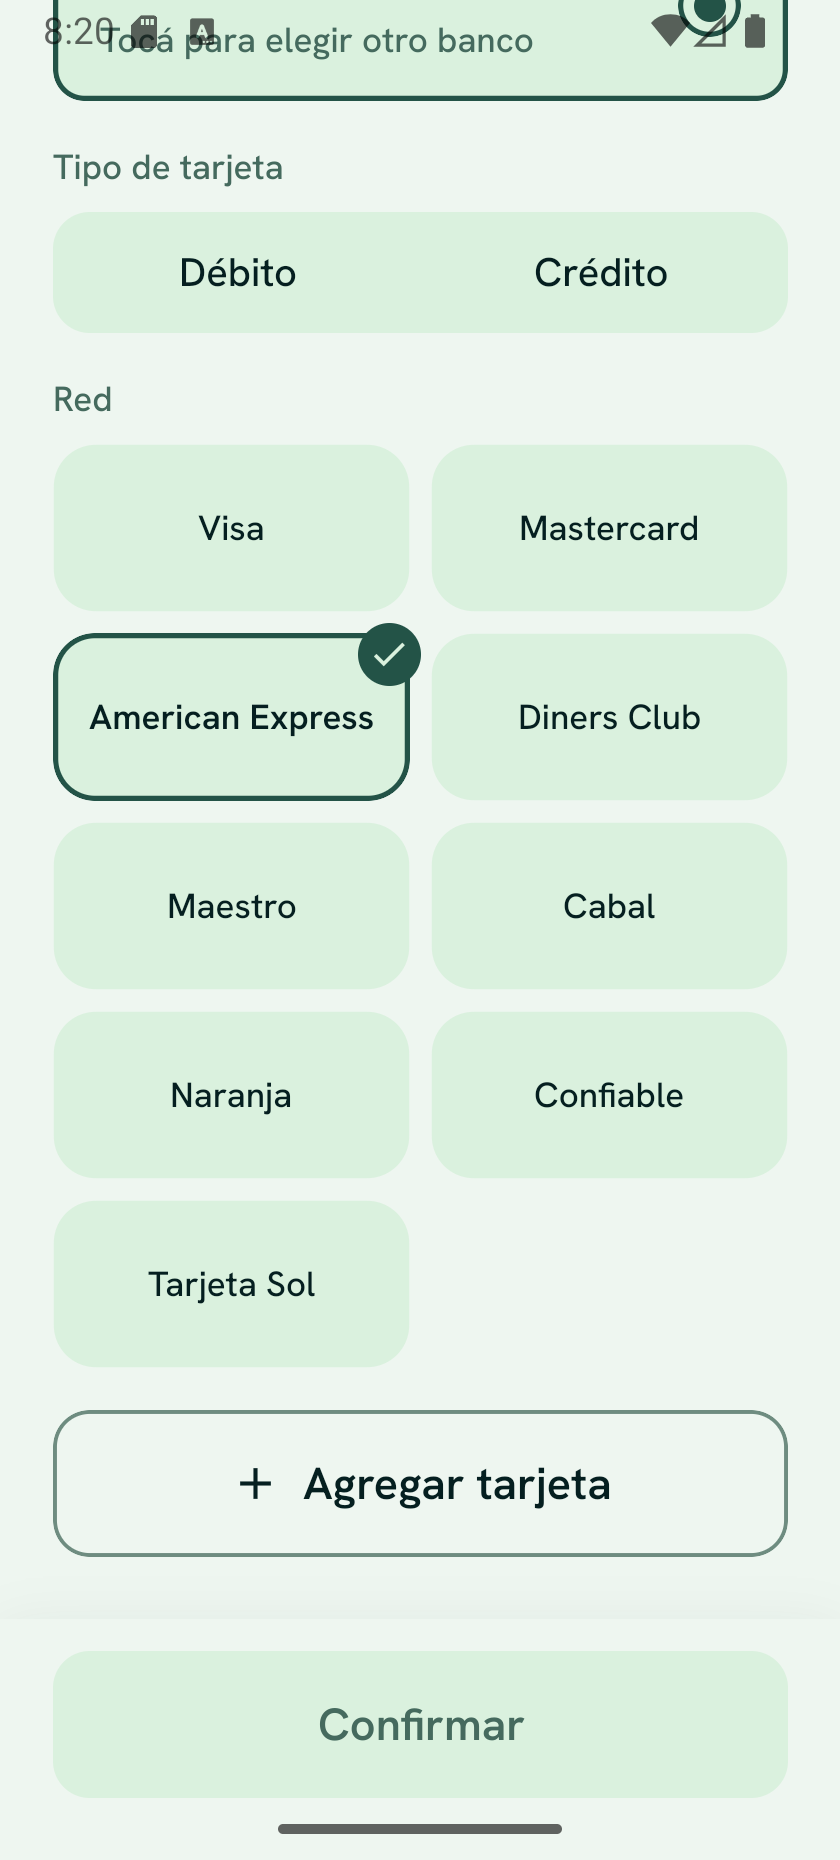 8:20
Tocá para elegir otro banco
Tipo de tarjeta
Débito Crédito
Red
Visa Mastercard
American Express Diners Club
Maestro Cabal
Naranja Confiable
Tarjeta Sol
+ Agregar tarjeta
Confirmar